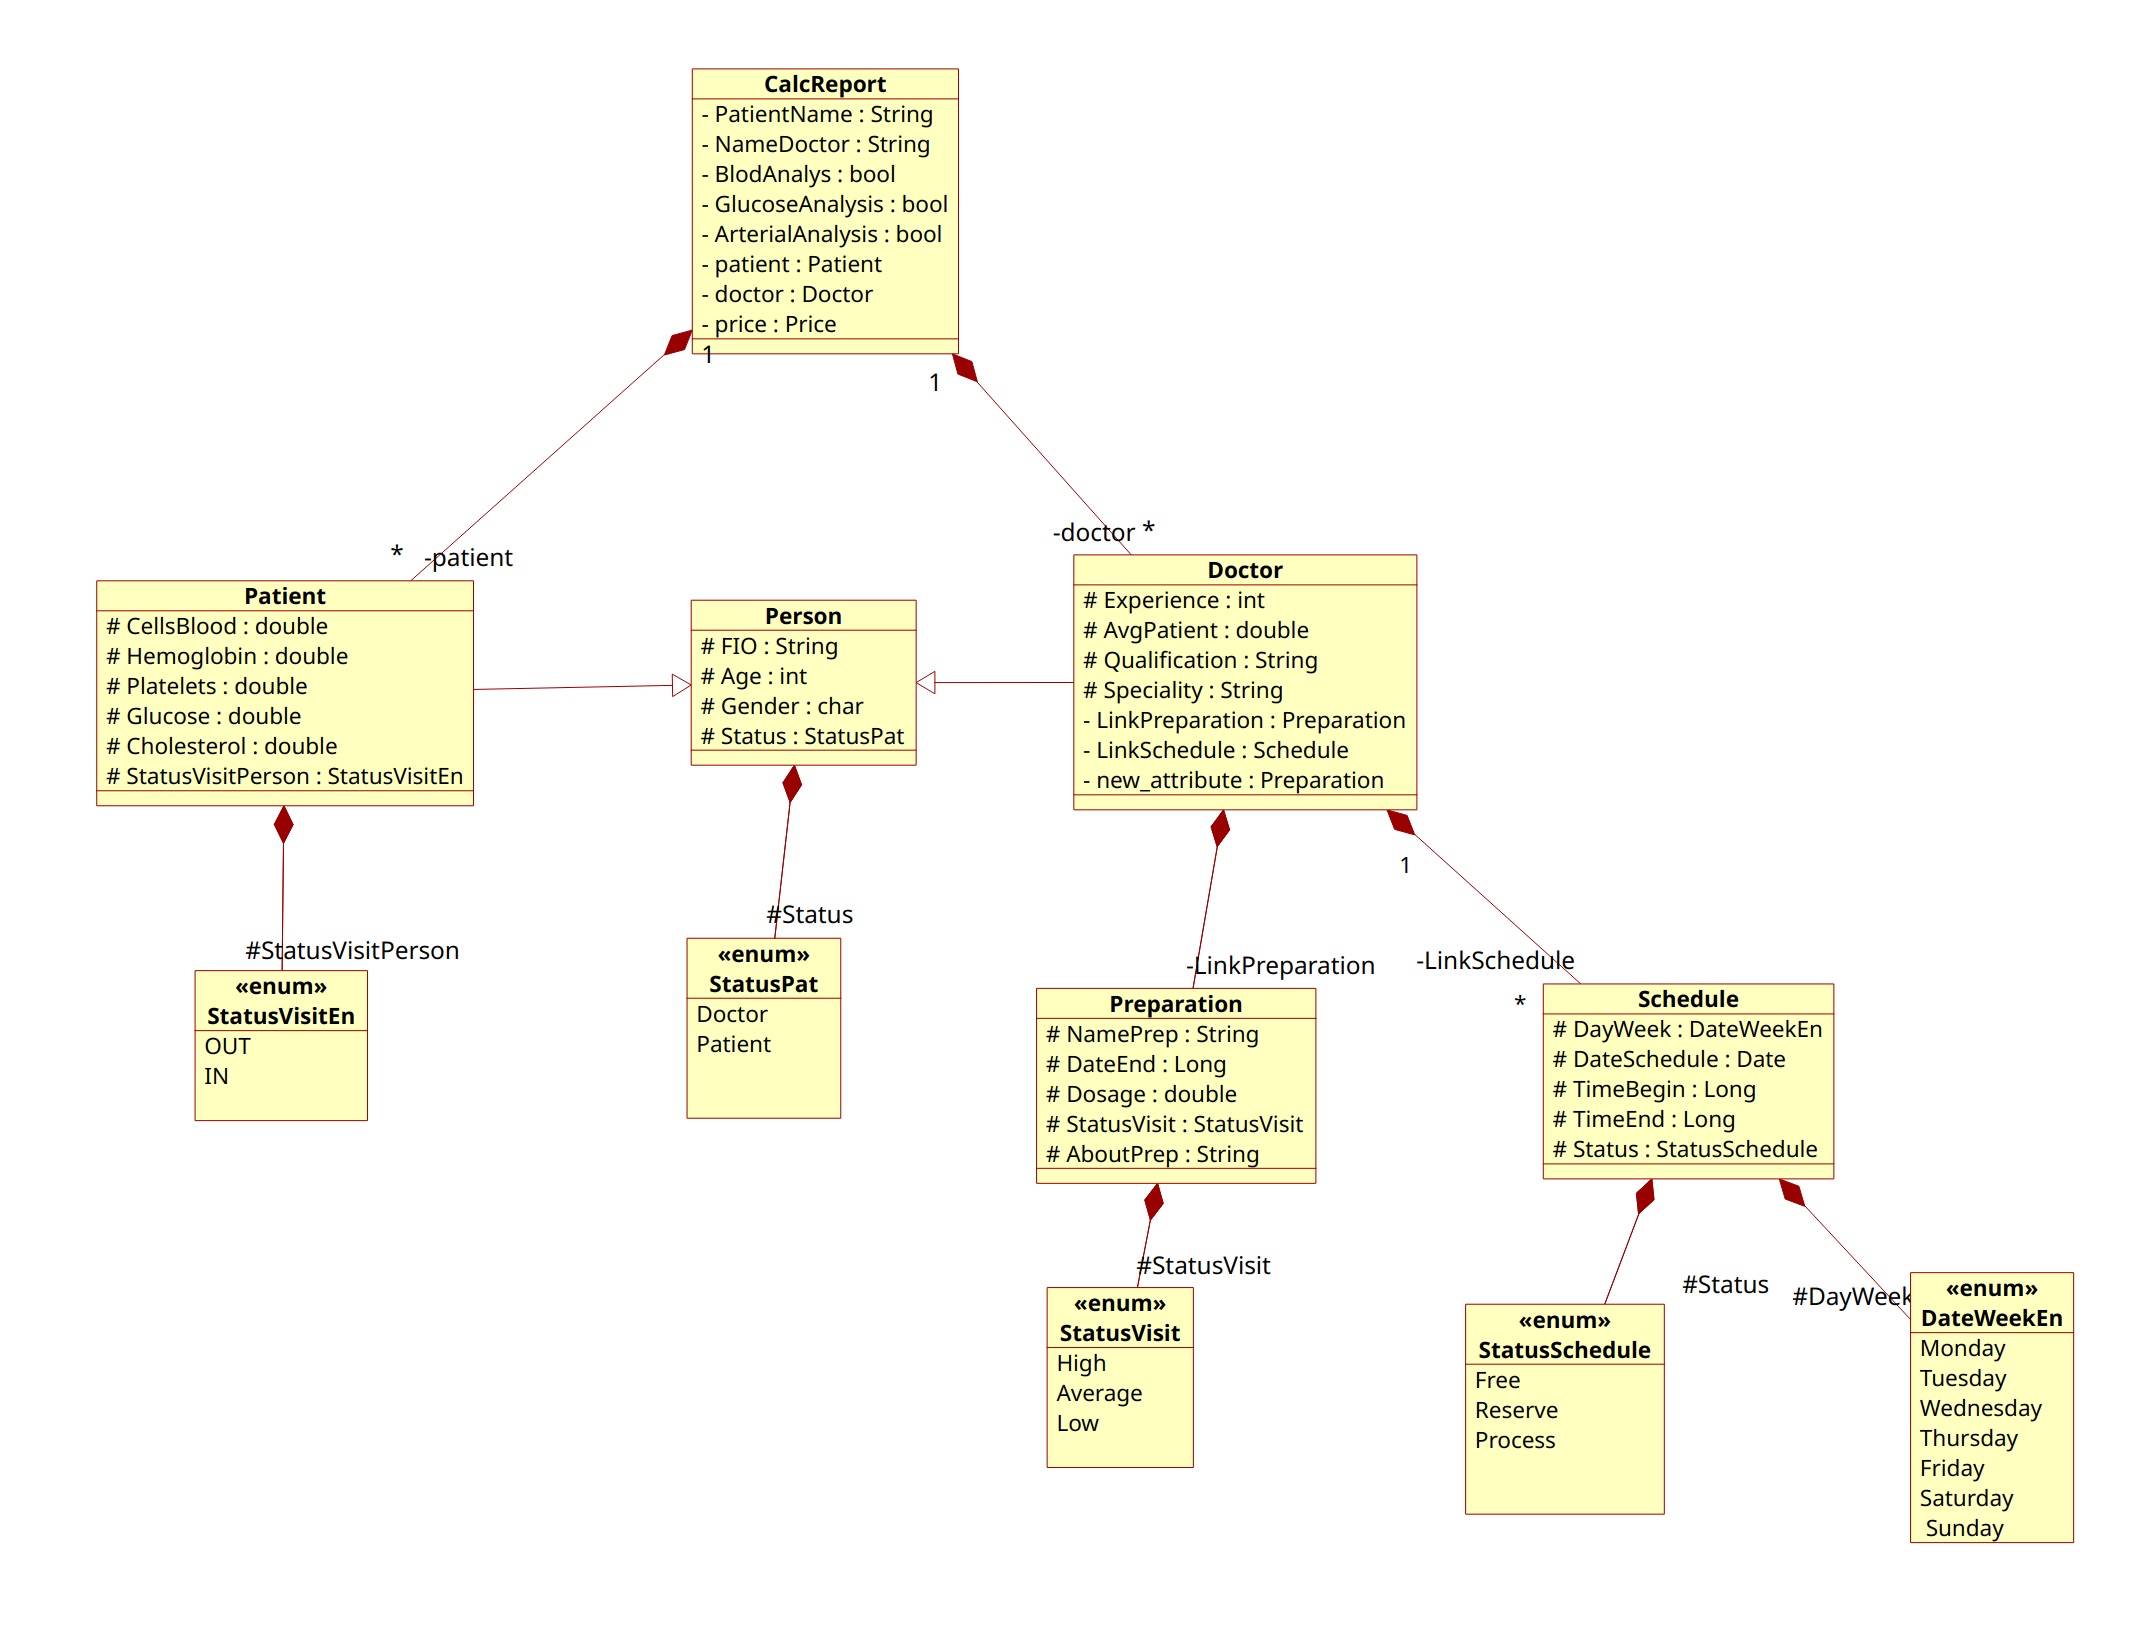 CalcReport
- PatientName : String
- NameDoctor : String
- BlodAnalys : bool
- GlucoseAnalysis : bool
- ArterialAnalysis : bool
- patient : Patient
- doctor : Doctor
- price : Price
1
1
* -patient
-doctor *
Patient
# CellsBlood : double
# Hemoglobin : double
# Platelets : double
# Glucose : double
# Cholesterol : double
# StatusVisitPerson : StatusVisitEn
Person
# FIO : String
# Age : int
# Gender : char
# Status : StatusPat
Doctor
# Experience : int
# AvgPatient : double
# Qualification : String
# Speciality : String
- LinkPreparation : Preparation
- LinkSchedule : Schedule
- new_attribute : Preparation
1
#StatusVisitPerson
#Status
-LinkPreparation
-LinkSchedule
*
«enum»
StatusVisitEn
OUT
IN
«enum»
StatusPat
Doctor
Patient
Preparation
# NamePrep : String
# DateEnd : Long
# Dosage : double
# StatusVisit : StatusVisit
# AboutPrep : String
Schedule
# DayWeek : DateWeekEn
# DateSchedule : Date
# TimeBegin : Long
# TimeEnd : Long
# Status : StatusSchedule
#StatusVisit
#Status
#DayWeek
«enum»
StatusVisit
High
Average
Low
«enum»
StatusSchedule
Free
Reserve
Process
«enum»
DateWeekEn
Monday
Tuesday
Wednesday
Thursday
Friday
Saturday
Sunday